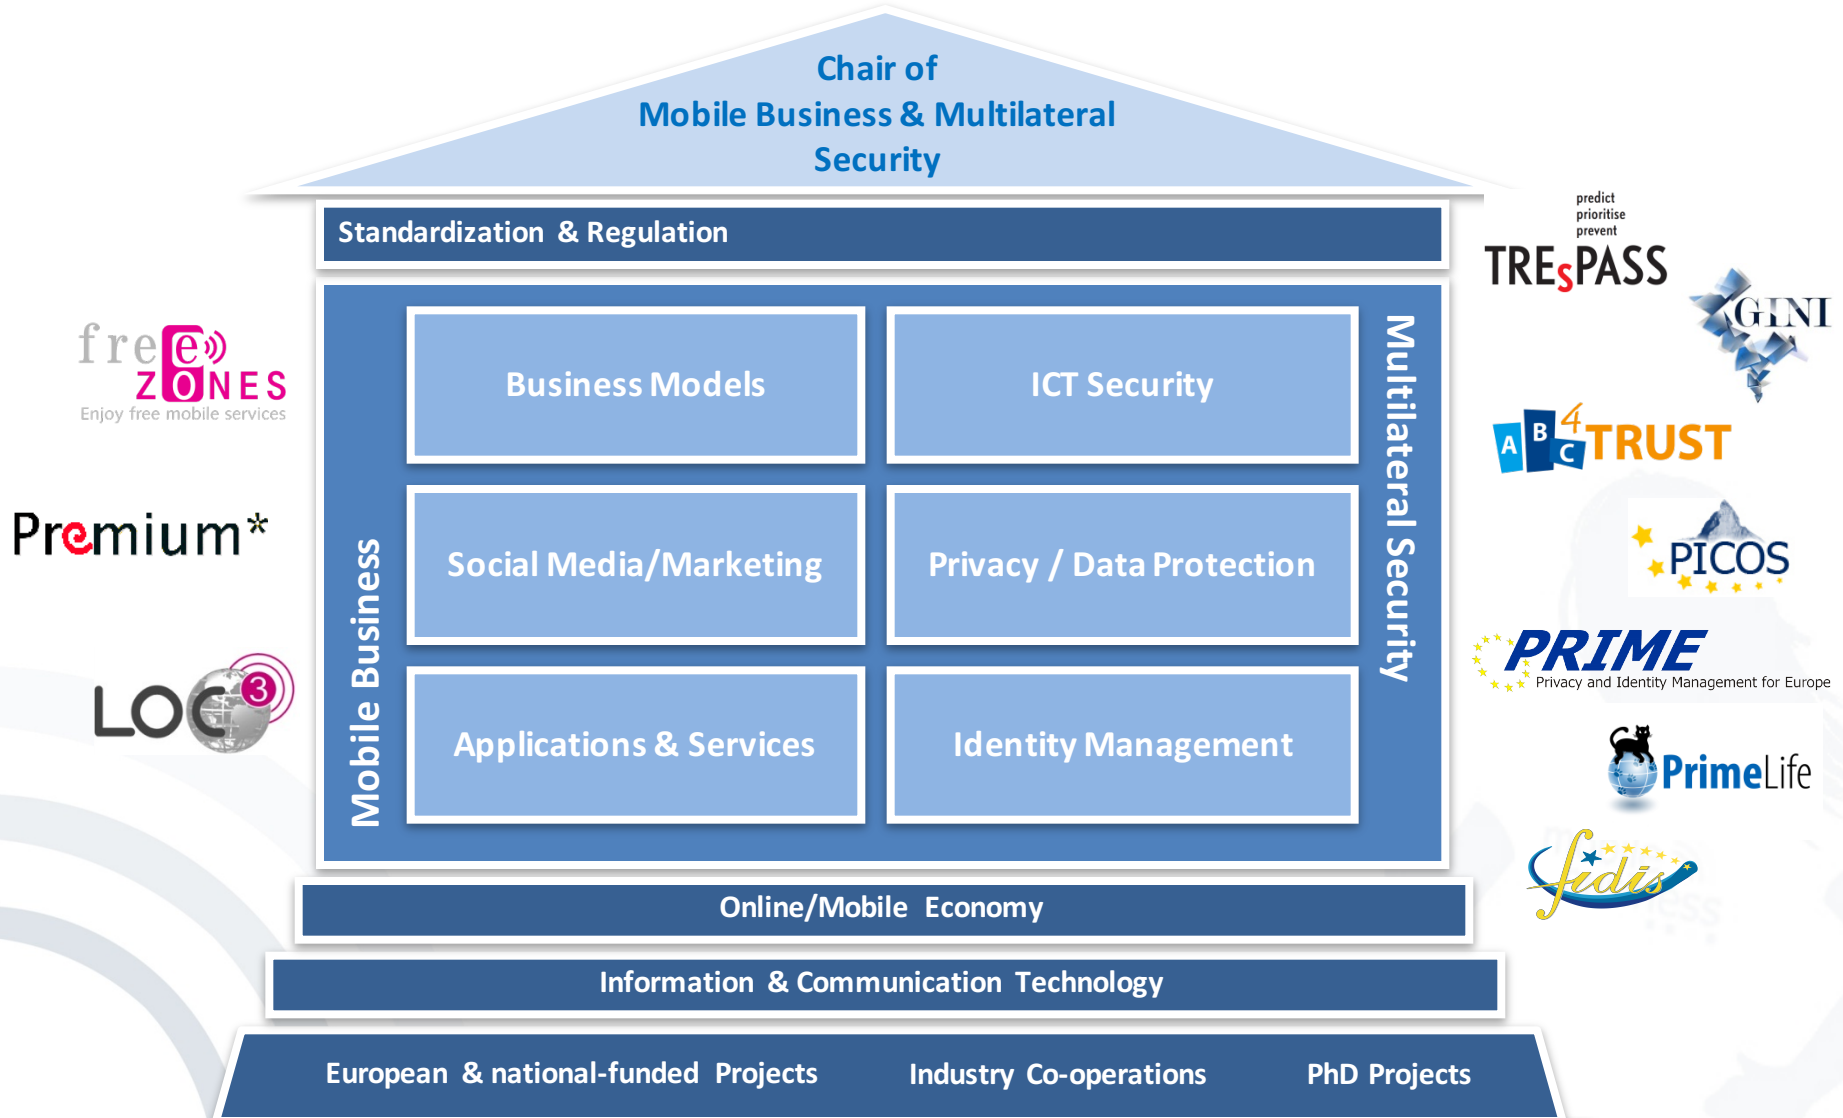 Chair of
Mobile Business & Multilateral
Security
Standardization & Regulation
Mobile Business
Business Models
ICT Security
Social Media/Marketing
Privacy / Data Protection
Applications & Services
Identity Management
Multilateral Security
Online/Mobile Economy
Information & Communication Technology
European & national-funded Projects
Industry Co-operations
PhD Projects
free
ZONES
Enjoy free mobile services
Premium*
LOC3
predict
prioritise
prevent
TREsPASS
GINI
ABC4TRUST
PICOS
PRIME
Privacy and Identity Management for Europe
PrimeLife
fidis